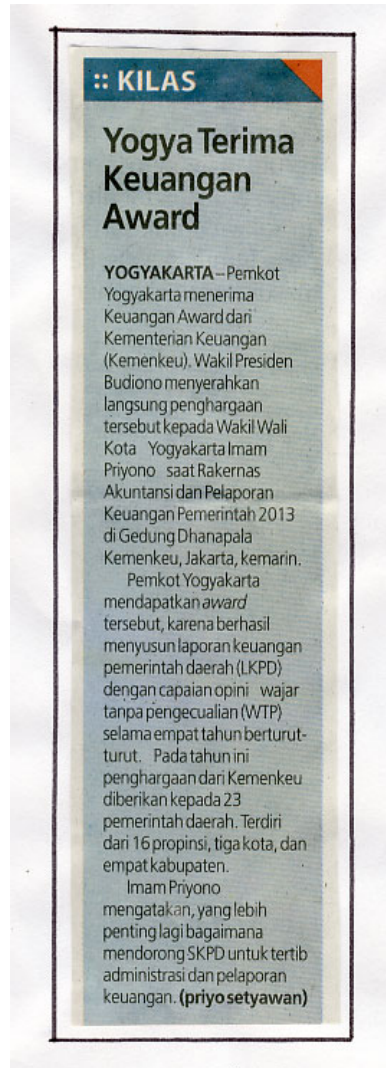 :: KILAS
Yogya Terima
Keuangan
Award
YOGYAKARTA – Pemkot
Yogyakarta menerima
Keuangan Award dari
Kementerian Keuangan
(Kemenkeu). Wakil Presiden
Budiono menyerahkan
langsung penghargaan
tersebut kepada Wakil Wali
Kota Yogyakarta Imam
Priyono saat Rakernas
Akuntansi dan Pelaporan
Keuangan Pemerintah 2013
di Gedung Dhanapala
Kemenkeu, Jakarta, kemarin.
Pemkot Yogyakarta
mendapatkan award
tersebut, karena berhasil
menyusun laporan keuangan
pemerintah daerah (LKPD)
dengan capaian opini wajar
tanpa pengecualian (WTP)
selama empat tahun berturut-
turut. Pada tahun ini
penghargaan dari Kemenkeu
diberikan kepada 23
pemerintah daerah. Terdiri
dari 16 propinsi, tiga kota, dan
empat kabupaten.
Imam Priyono
mengatakan, yang lebih
penting lagi bagaimana
mendorong SKPD untuk tertib
administrasi dan pelaporan
keuangan. (priyo setyawan)